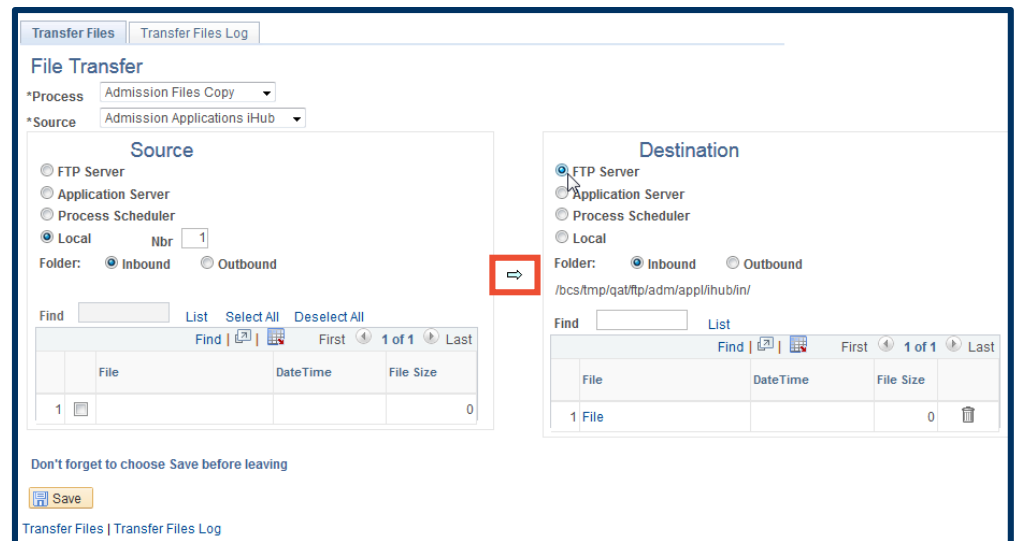 Transfer Files Transfer Files Log
File Transfer
*Process Admission Files Copy
*Source Admission Applications iHub
Source
FTP Server
Application Server
Process Scheduler
Local Nbr 1
Folder: Inbound Outbound
Find List Select All Deselect All
Find | | First 1 of 1 Last
File DateTime File Size
1 0
Destination
FTP Server
Application Server
Process Scheduler
Local
Folder: Inbound Outbound
/bcs/tmp/qat/ftp/adm/appl/ihub/in/
Find List
Find | | First 1 of 1 Last
File DateTime File Size
1 File 0
Don't forget to choose Save before leaving
Save
Transfer Files | Transfer Files Log